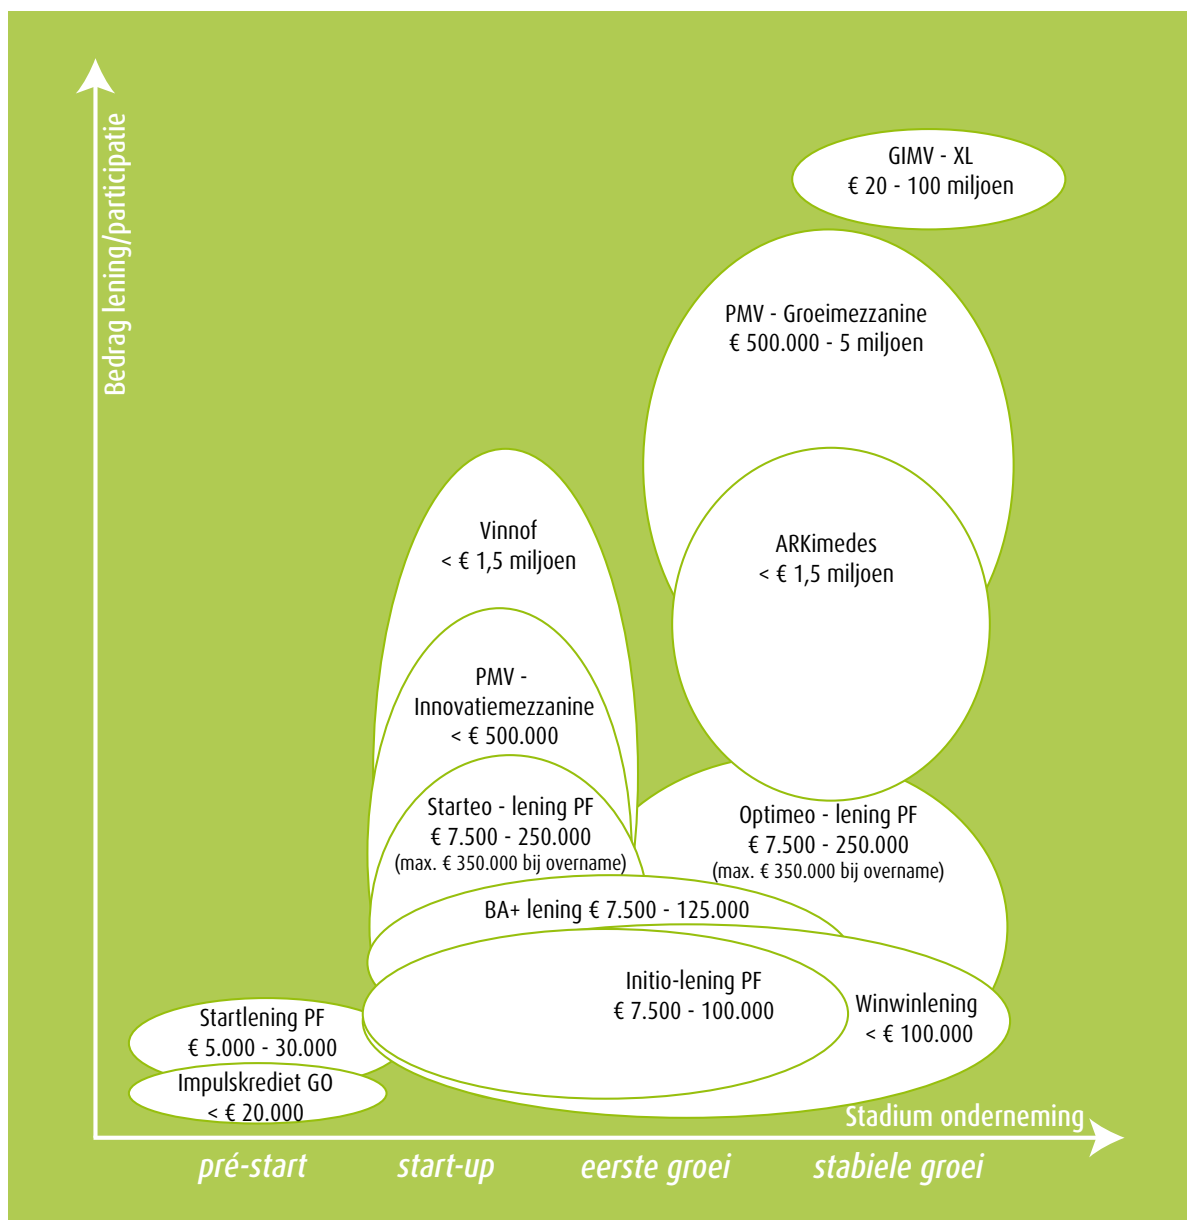 Bedrag lening/participatie
GIMV - XL
€ 20 - 100 miljoen
PMV - Groeimezzanine
€ 500.000 - 5 miljoen
Vinnof
< € 1,5 miljoen
ARKimedes
< € 1,5 miljoen
PMV -
Innovatiemezzanine
< € 500.000
Starteo - lening PF
€ 7.500 - 250.000
(max. € 350.000 bij overname)
Optimeo - lening PF
€ 7.500 - 250.000
(max. € 350.000 bij overname)
BA+ lening € 7.500 - 125.000
Initio-lening PF
€ 7.500 - 100.000
Winwinlening
< € 100.000
Startlening PF
€ 5.000 - 30.000
Impulskrediet GO
< € 20.000
Stadium onderneming
pré-start
start-up
eerste groei
stabiele groei